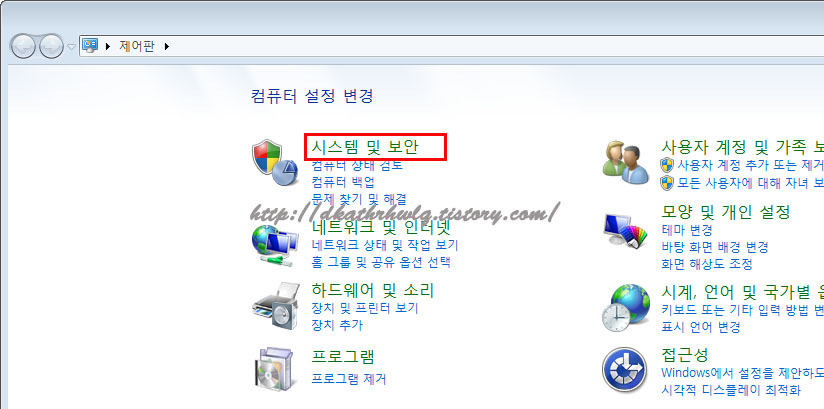 제어판
컴퓨터 설정 변경
시스템 및 보안
컴퓨터 상태 검토
컴퓨터 백업
문제 찾기 및 해결
http://dkathrhwlq.tistory.com/
네트워크 및 인터넷
네트워크 상태 및 작업 보기
홈 그룹 및 공유 옵션 선택
하드웨어 및 소리
장치 및 프린터 보기
장치 추가
프로그램
프로그램 제거
사용자 계정 및 가족 보
사용자 계정 추가 또는 제거
모든 사용자에 대해 자녀 보
모양 및 개인 설정
테마 변경
바탕 화면 배경 변경
화면 해상도 조정
시계, 언어 및 국가별
키보드 또는 기타 입력 방법 변
표시 언어 변경
접근성
Windows에서 설정을 제안하도
시각적 디스플레이 최적화